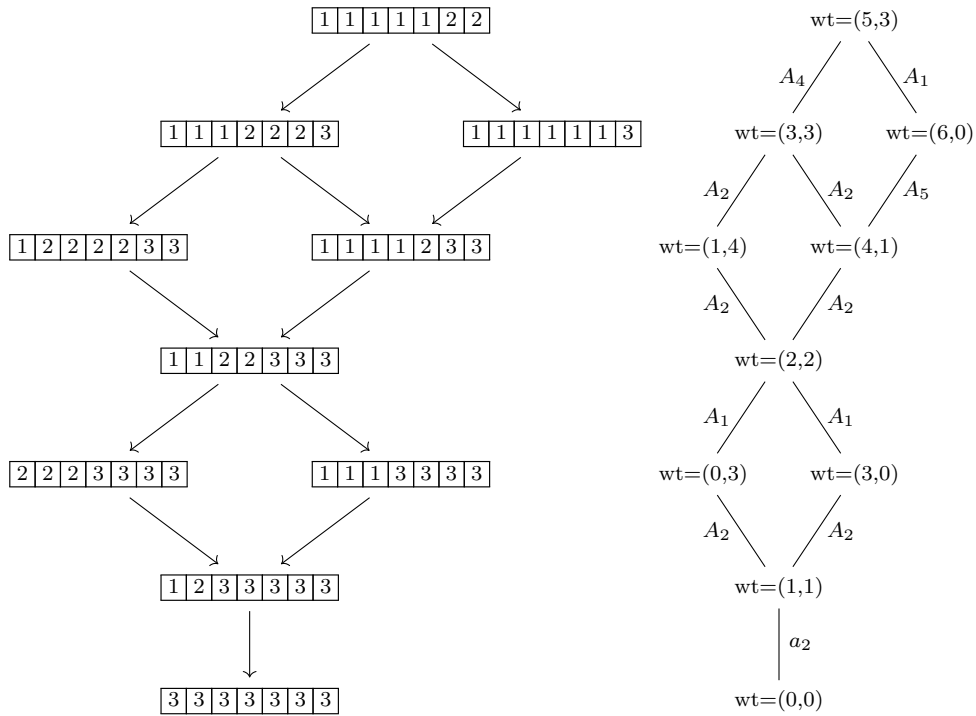 1 1 1 1 1 2 2 wt=(5,3)
A₄ A₁
1 1 1 2 2 2 3 1 1 1 1 1 1 3 wt=(3,3) wt=(6,0)
A₂ A₂ A₅
1 2 2 2 2 3 3 1 1 1 1 2 3 3 wt=(1,4) wt=(4,1)
A₂ A₂
1 1 2 2 3 3 3 wt=(2,2)
A₁ A₁
2 2 2 3 3 3 3 1 1 1 3 3 3 3 wt=(0,3) wt=(3,0)
A₂ A₂
1 2 3 3 3 3 3 wt=(1,1)
a₂
3 3 3 3 3 3 3 wt=(0,0)